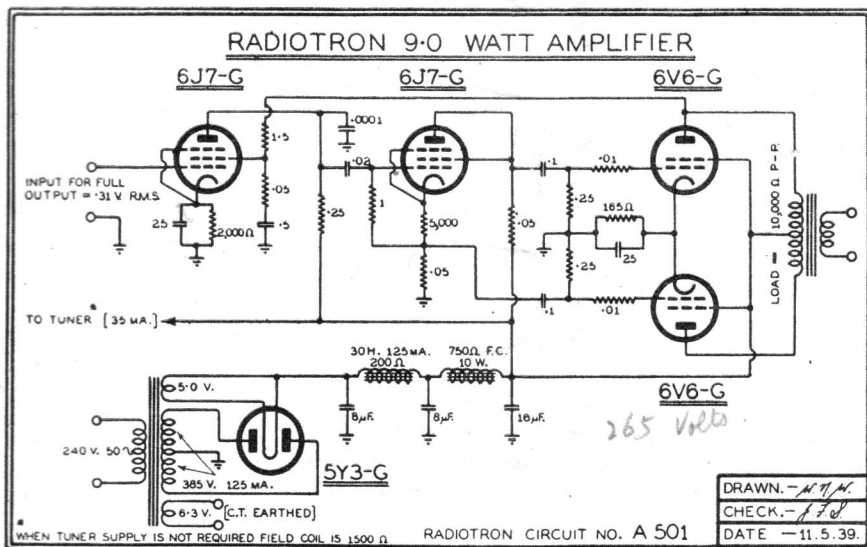 RADIOTRON 9·0 WATT AMPLIFIER
6J7-G
6J7-G
6V6-G
1·5
·0001
·02
·1
·01
INPUT FOR FULL
OUTPUT = ·31 V. R.M.S.
·05
·25
1
·25
25
2,000Ω
·5
5,000
·05
165Ω
25
·05
·25
·1
·01
LOAD = 10,000 Ω P-P.
TO TUNER* [35 MA.]
30H. 125MA.
200Ω
750Ω F.C.
10 W.
5·0 V.
8μF.
8μF.
16μF.
6V6-G
265 Volts
240 V. 50~
385 V. 125 MA.
5Y3-G
6·3 V.
[C.T. EARTHED]
*
WHEN TUNER SUPPLY IS NOT REQUIRED FIELD COIL IS 1500 Ω
RADIOTRON CIRCUIT NO. A 501
DRAWN.-
CHECK.- J.F.S.
DATE - 11.5.39.